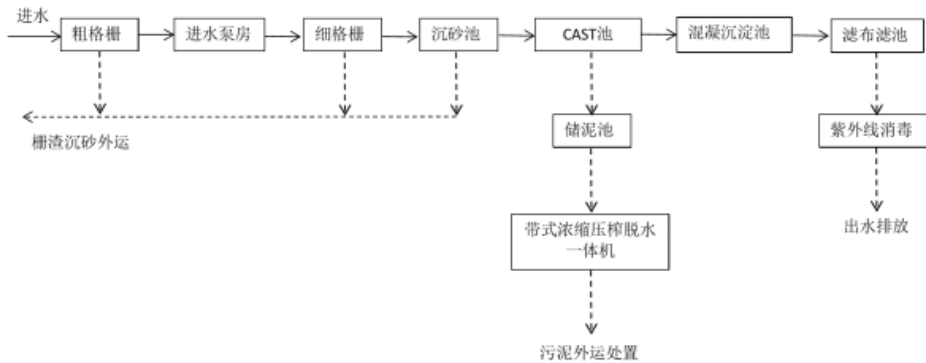 进水
粗格栅
进水泵房
细格栅
沉砂池
CAST池
混凝沉淀池
滤布滤池
栅渣沉砂外运
储泥池
紫外线消毒
带式浓缩压榨脱水
一体机
出水排放
污泥外运处置